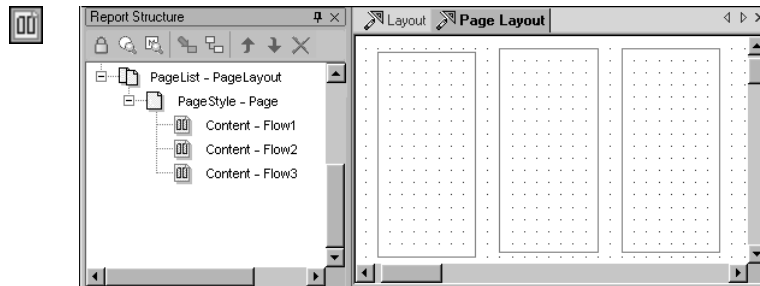 Report Structure
Layout Page Layout
PageList - PageLayout
PageStyle - Page
Content - Flow1
Content - Flow2
Content - Flow3